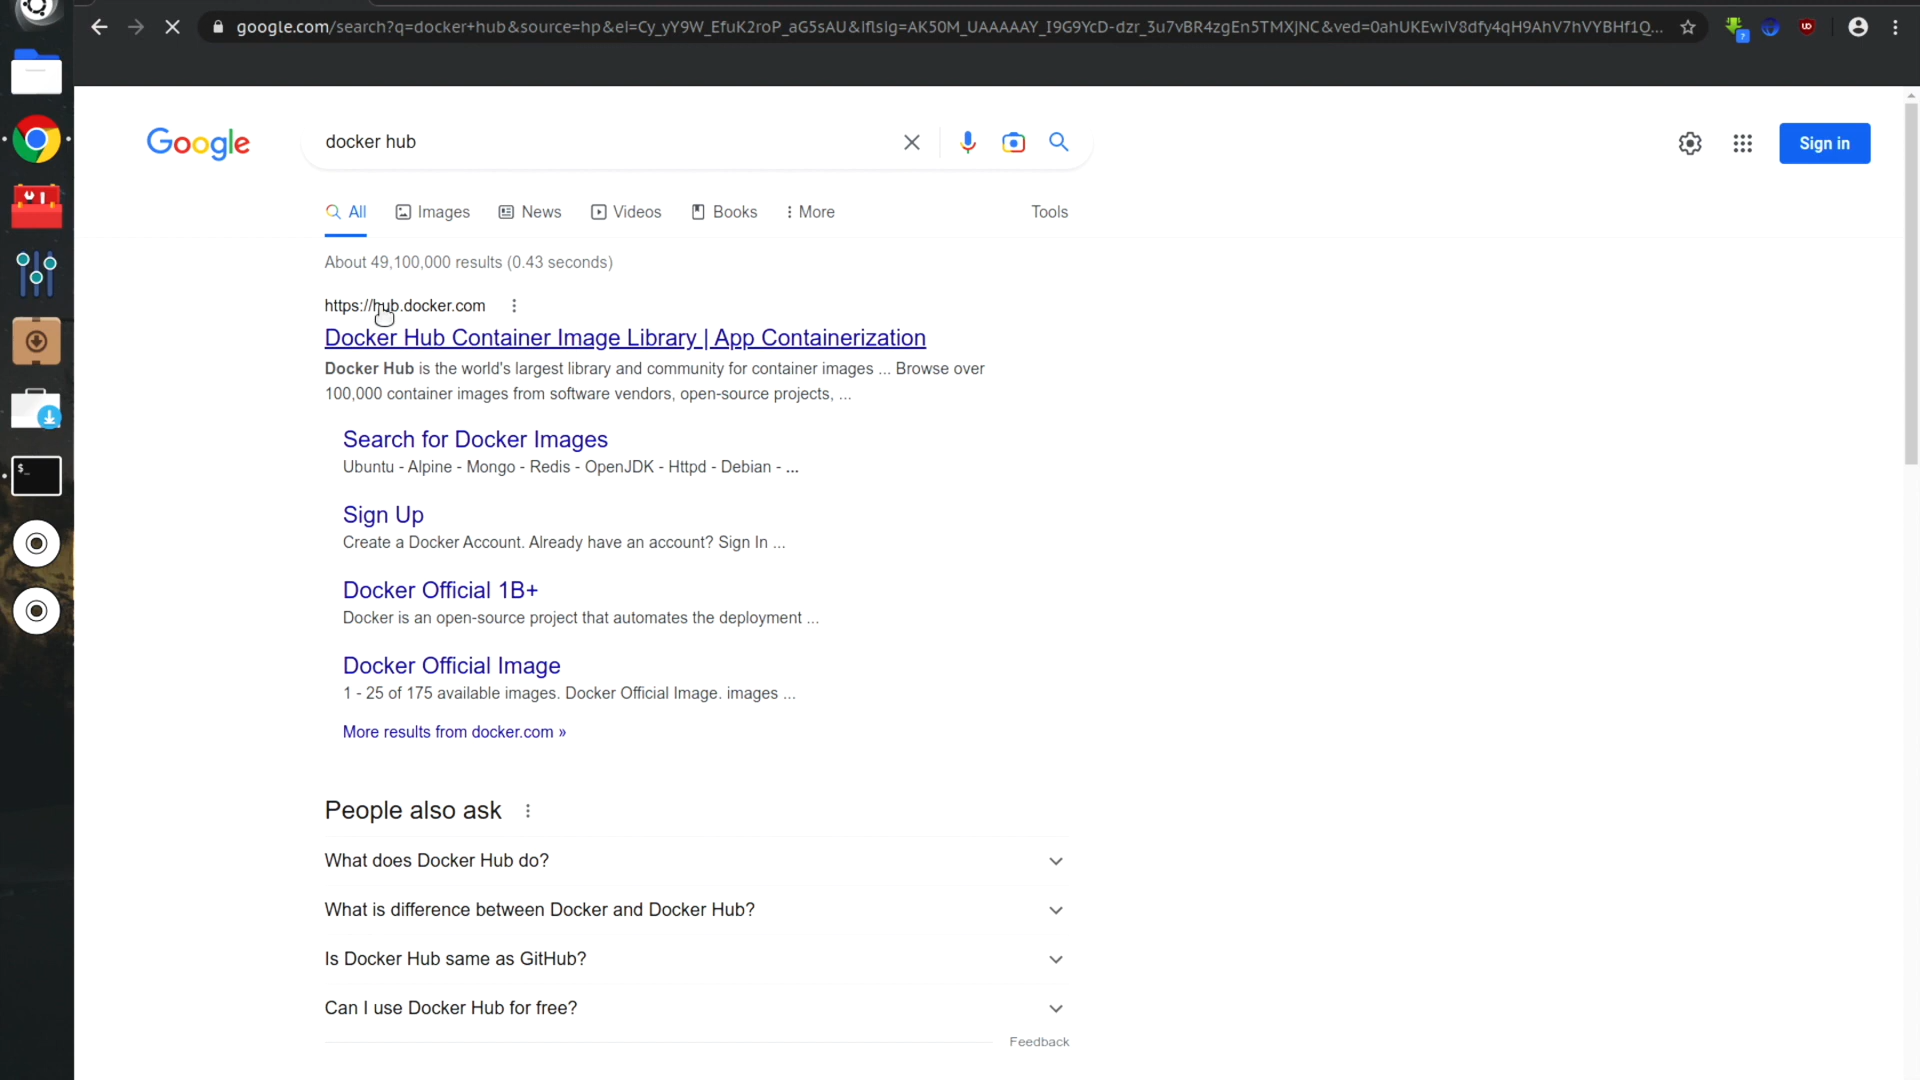 google.com/search?q=docker+hub&source=hp&ei=Cy_yY9W_EfuK2roP_aG5sAU&iflsig=AK50M_UAAAAAY_I9G9YcD-dzr_3u7vBR4zgEn5TMXjNC&ved=0ahUKEwiV8dfy4qH9AhV7hVYBHf1Q...
Google
docker hub
Sign in
All
Images
News
Videos
Books
More
Tools
About 49,100,000 results (0.43 seconds)
https://hub.docker.com
Docker Hub Container Image Library | App Containerization
Docker Hub is the world's largest library and community for container images ... Browse over
100,000 container images from software vendors, open-source projects, ...
Search for Docker Images
Ubuntu - Alpine - Mongo - Redis - OpenJDK - Httpd - Debian - ...
Sign Up
Create a Docker Account. Already have an account? Sign In ...
Docker Official 1B+
Docker is an open-source project that automates the deployment ...
Docker Official Image
1 - 25 of 175 available images. Docker Official Image. images ...
More results from docker.com »
People also ask
What does Docker Hub do?
What is difference between Docker and Docker Hub?
Is Docker Hub same as GitHub?
Can I use Docker Hub for free?
Feedback